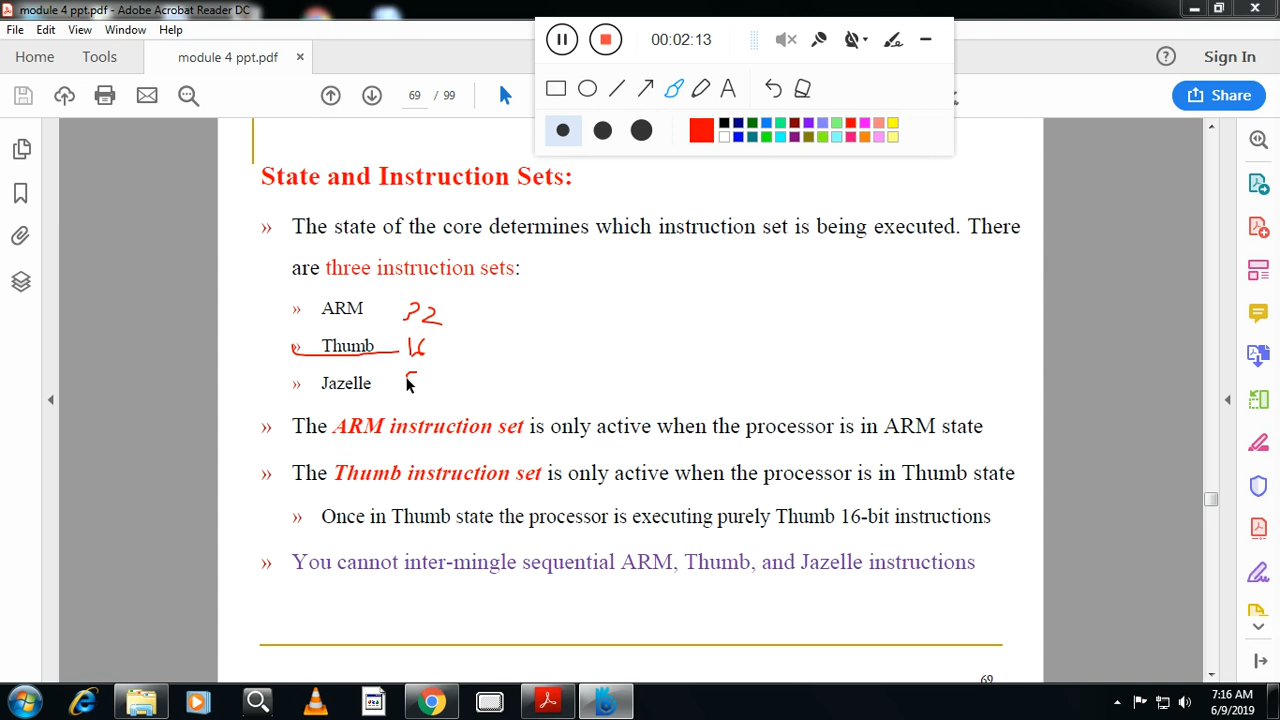 module 4 ppt.pdf - Adobe Acrobat Reader DC
File Edit View Window Help
00:02:13
Home Tools module 4 ppt.pdf × Sign In
69 / 99 Share
A
State and Instruction Sets:
» The state of the core determines which instruction set is being executed. There
are three instruction sets:
» ARM 32
» Thumb 16
» Jazelle
» The ARM instruction set is only active when the processor is in ARM state
» The Thumb instruction set is only active when the processor is in Thumb state
» Once in Thumb state the processor is executing purely Thumb 16-bit instructions
» You cannot inter-mingle sequential ARM, Thumb, and Jazelle instructions
69
7:16 AM
6/9/2019